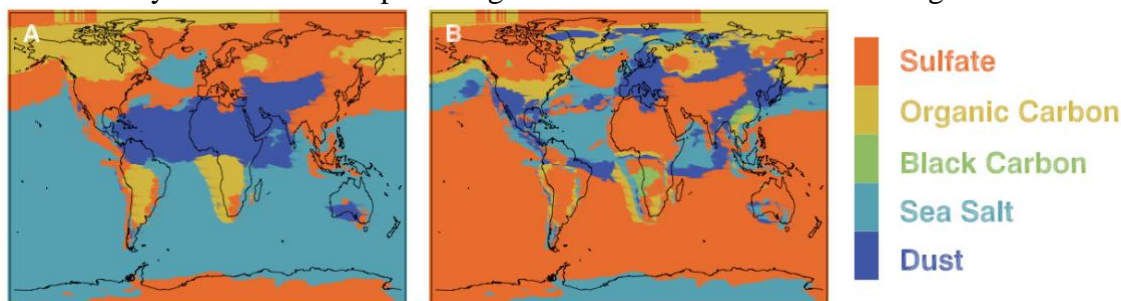 A
B
Sulfate
Organic Carbon
Black Carbon
Sea Salt
Dust